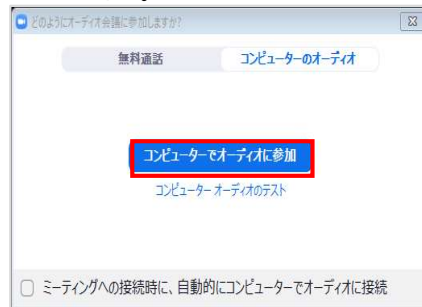 どのようにオーディオ会議に参加しますか?
無料通話 コンピューターのオーディオ
コンピューターでオーディオに参加
コンピューター オーディオのテスト
ミーティングへの接続時に、自動的にコンピューターでオーディオに接続